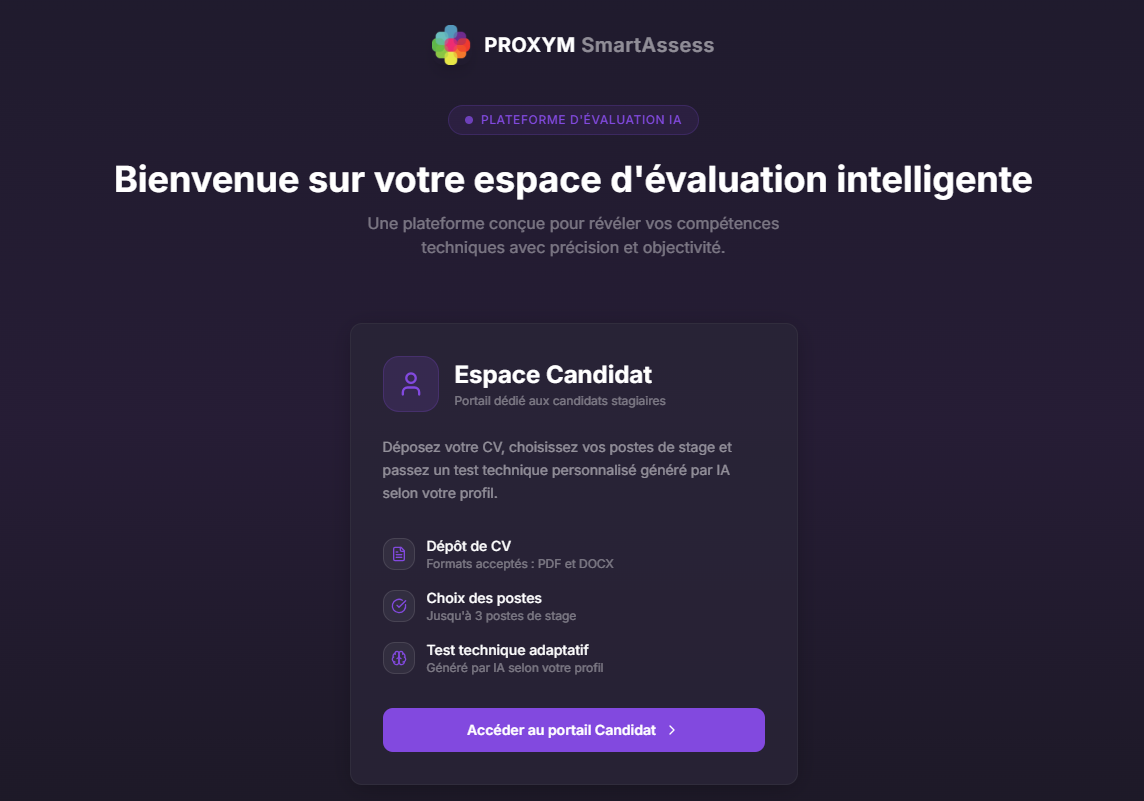 PROXYM SmartAssess
PLATEFORME D'ÉVALUATION IA
Bienvenue sur votre espace d'évaluation intelligente
Une plateforme conçue pour révéler vos compétences
techniques avec précision et objectivité.
Espace Candidat
Portail dédié aux candidats stagiaires
Déposez votre CV, choisissez vos postes de stage et
passez un test technique personnalisé généré par IA
selon votre profil.
Dépôt de CV
Formats acceptés : PDF et DOCX
Choix des postes
Jusqu'à 3 postes de stage
Test technique adaptatif
Généré par IA selon votre profil
Accéder au portail Candidat